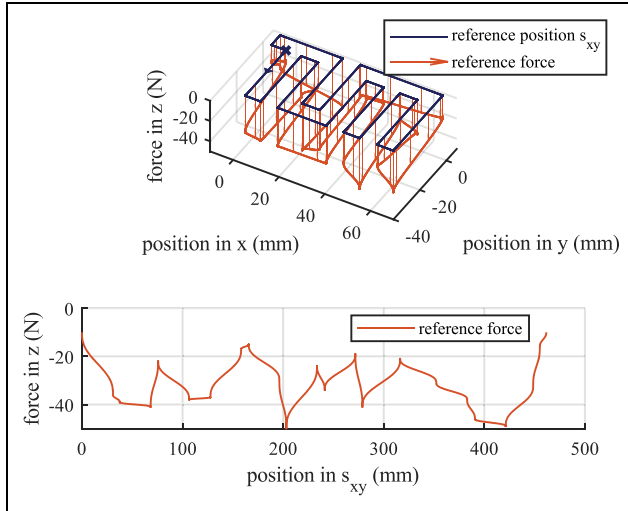 reference position s_xy
reference force
0
-20
-40
force in z (N)
0
20
40
60
position in x (mm)
0
-20
-40
position in y (mm)
0
-20
-40
force in z (N)
reference force
0
100
200
300
400
500
position in s_xy (mm)